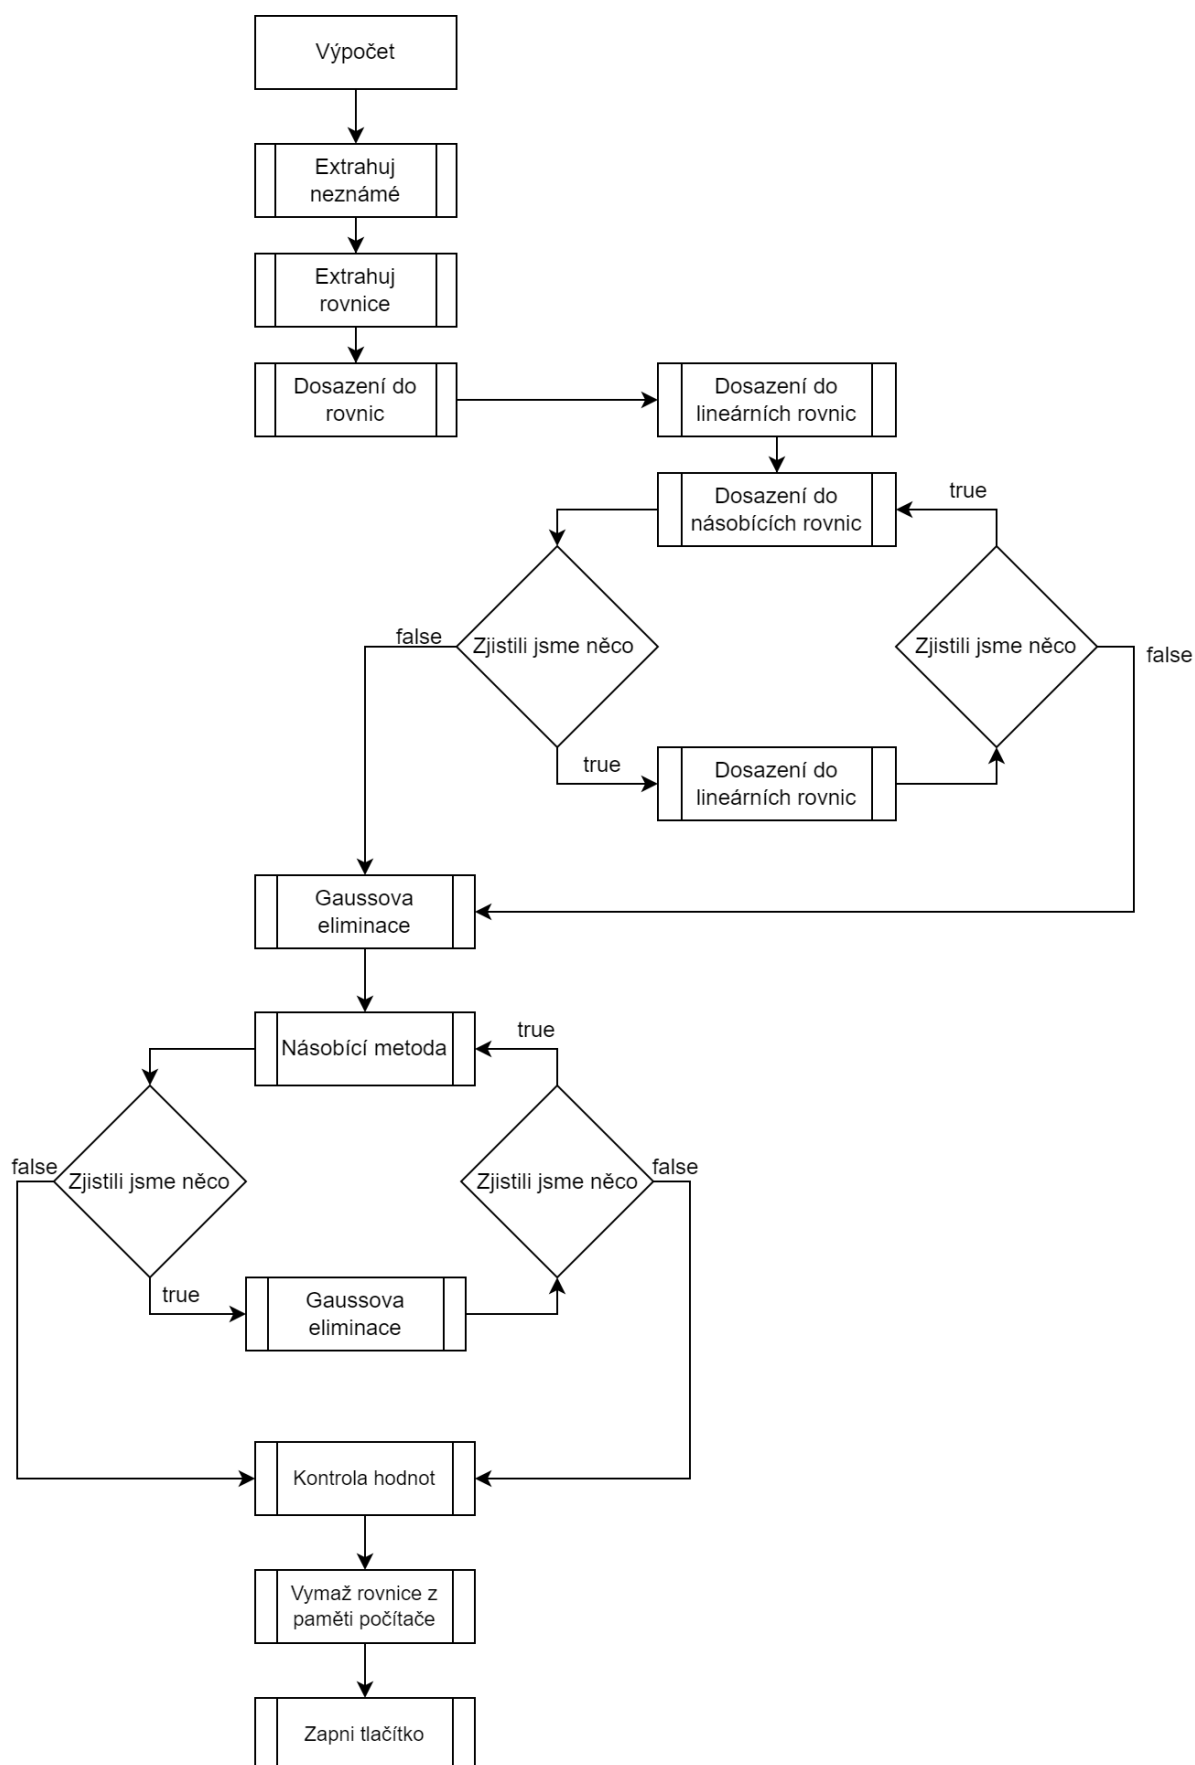 Výpočet
Extrahuj
neznámé
Extrahuj
rovnice
Dosazení do
rovnic
Dosazení do
lineárních rovnic
Dosazení do
násobících rovnic
true
false
Zjistili jsme něco
Zjistili jsme něco
false
true
Dosazení do
lineárních rovnic
Gaussova
eliminace
Násobící metoda
true
false
Zjistili jsme něco
Zjistili jsme něco
false
true
Gaussova
eliminace
Kontrola hodnot
Vymaž rovnice z
paměti počítače
Zapni tlačítko